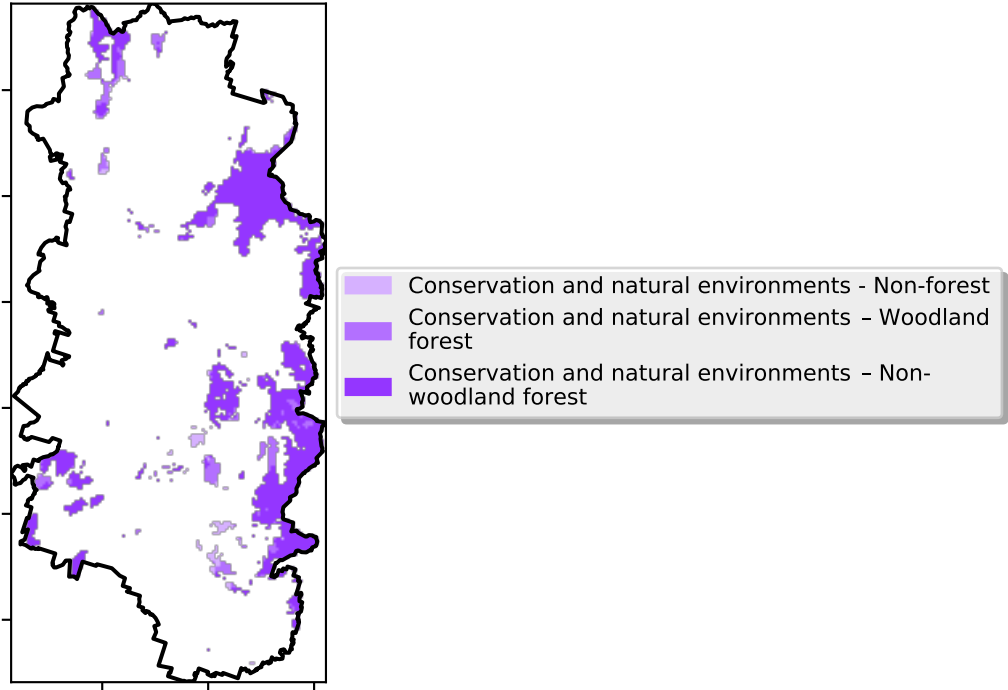 Conservation and natural environments - Non-forest
Conservation and natural environments – Woodland
forest
Conservation and natural environments – Non-
woodland forest